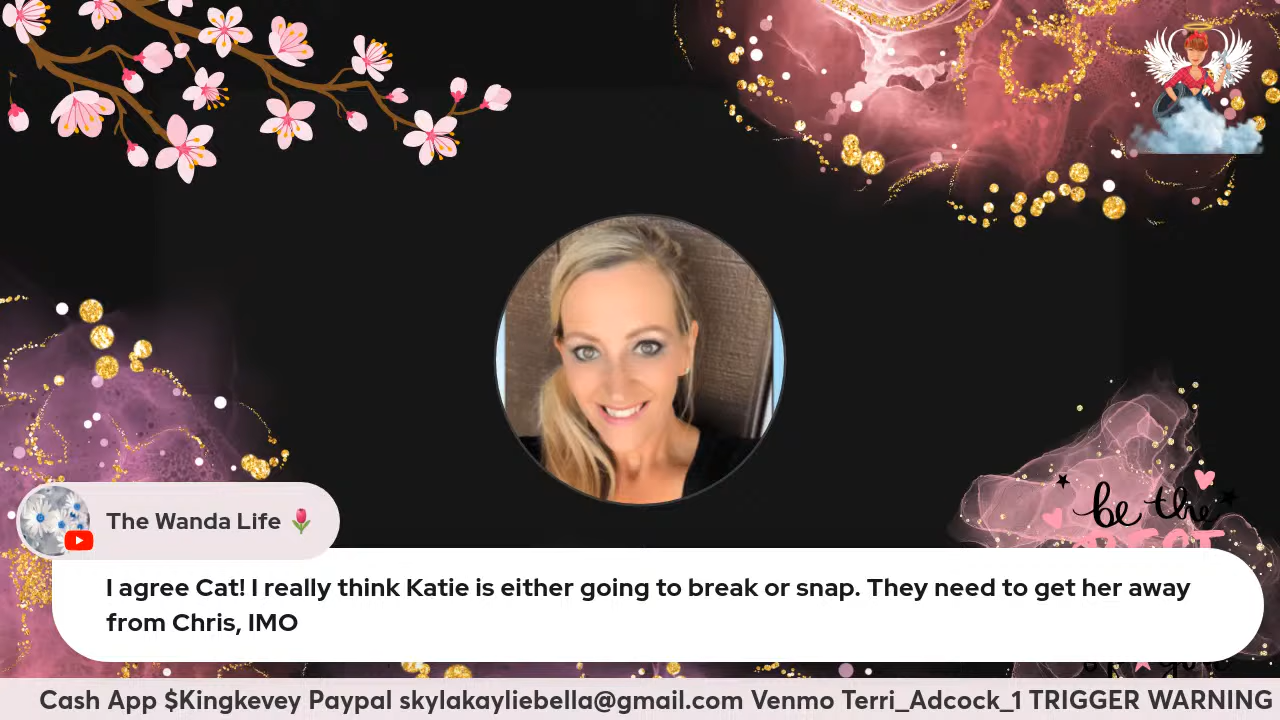 be the
The Wanda Life 🌷
I agree Cat! I really think Katie is either going to break or snap. They need to get her away
from Chris, IMO
Cash App $Kingkevey Paypal skylakayliebella@gmail.com Venmo Terri_Adcock_1 TRIGGER WARNING